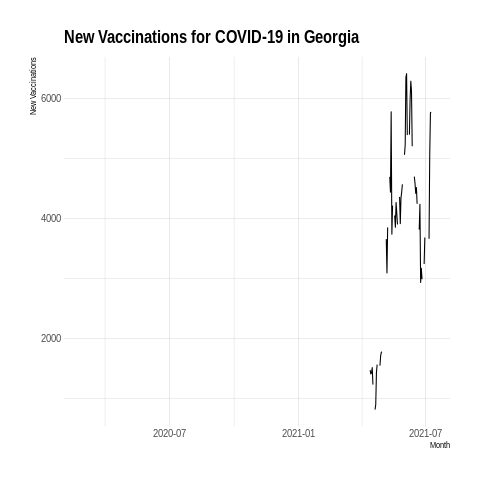 New Vaccinations for COVID-19 in Georgia
New Vaccinations
6000
4000
2000
2020-07
2021-01
2021-07
Month